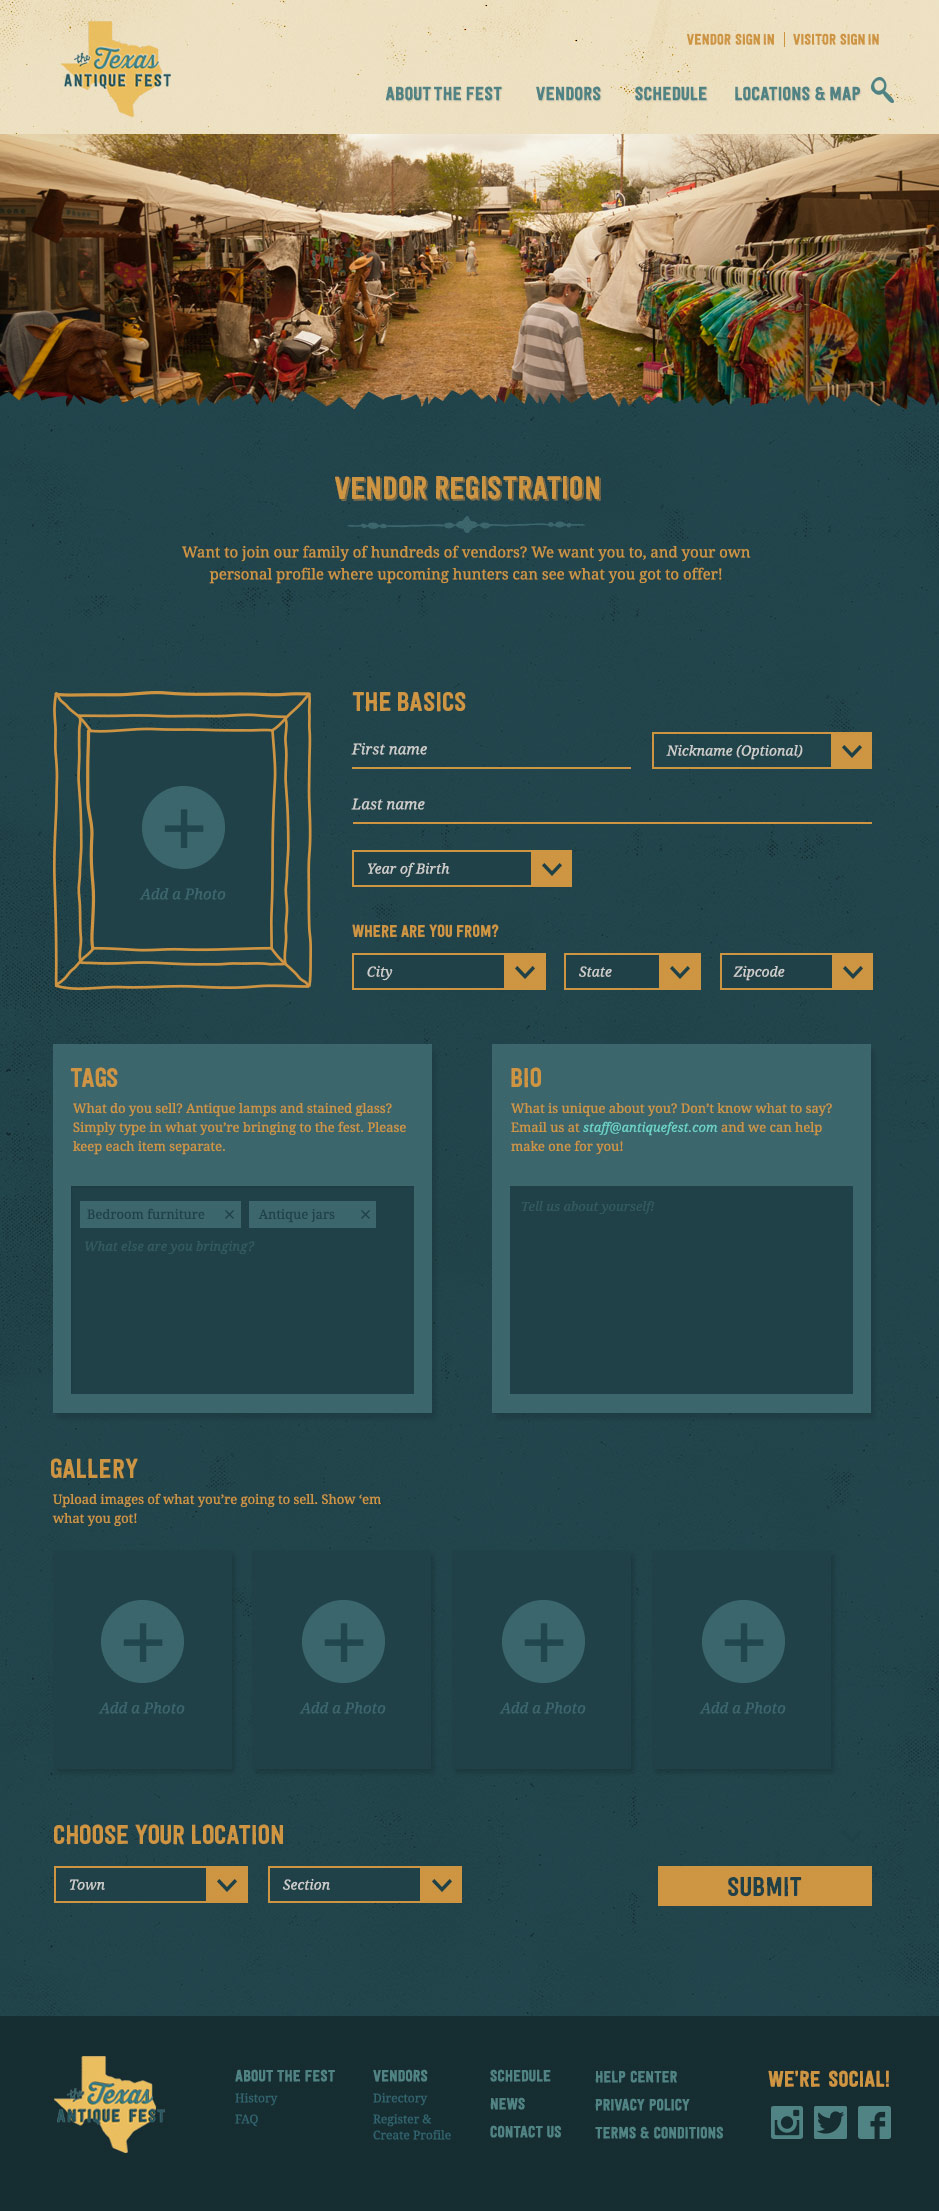 VENDOR SIGN IN | VISITOR SIGN IN
the Texas
ANTIQUE FEST
ABOUT THE FEST VENDORS SCHEDULE LOCATIONS & MAP
VENDOR REGISTRATION
Want to join our family of hundreds of vendors? We want you to, and your own
personal profile where upcoming hunters can see what you got to offer!
Add a Photo
THE BASICS
First name
Nickname (Optional)
Last name
Year of Birth
WHERE ARE YOU FROM?
City
State
Zipcode
TAGS
What do you sell? Antique lamps and stained glass?
Simply type in what you’re bringing to the fest. Please
keep each item separate.
Bedroom furniture × Antique jars ×
What else are you bringing?
BIO
What is unique about you? Don’t know what to say?
Email us at staff@antiquefest.com and we can help
make one for you!
Tell us about yourself!
GALLERY
Upload images of what you’re going to sell. Show ‘em
what you got!
Add a Photo
Add a Photo
Add a Photo
Add a Photo
CHOOSE YOUR LOCATION
Town
Section
SUBMIT
the Texas
ANTIQUE FEST
ABOUT THE FEST
History
FAQ
VENDORS
Directory
Register &
Create Profile
SCHEDULE
NEWS
CONTACT US
HELP CENTER
PRIVACY POLICY
TERMS & CONDITIONS
WE'RE SOCIAL!